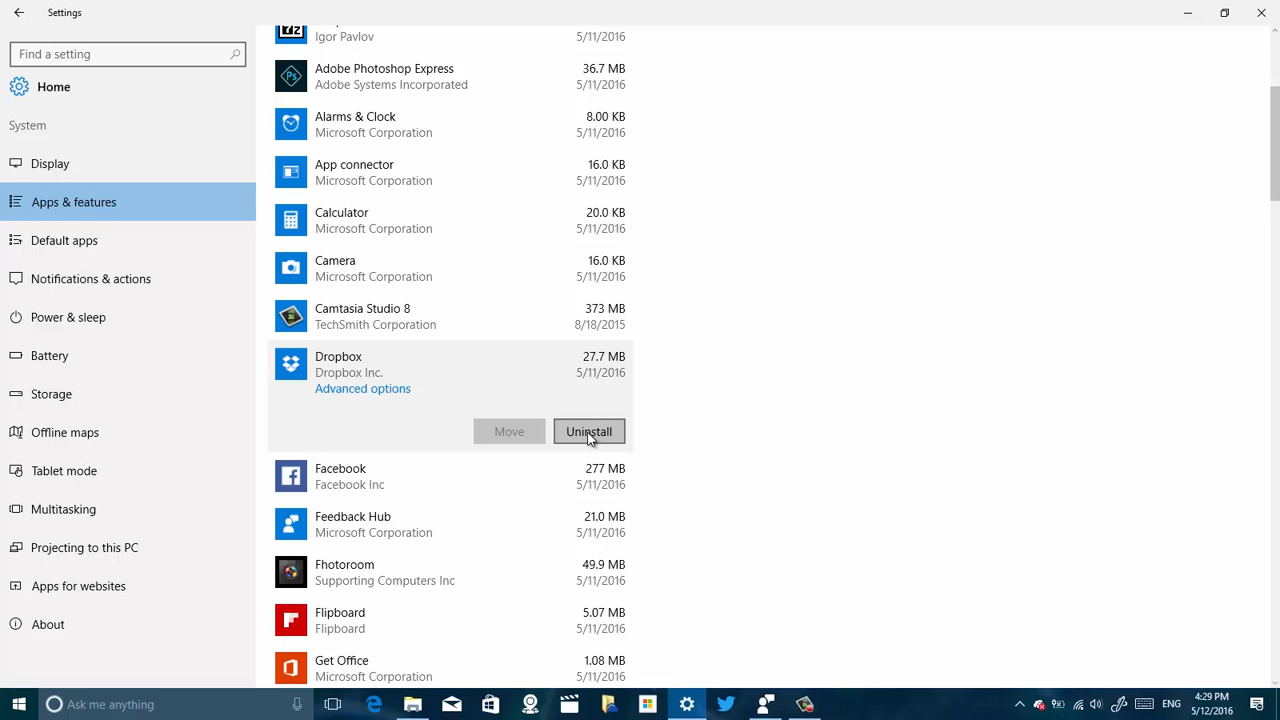 Settings
Find a setting
Home
System
Display
Apps & features
Default apps
Notifications & actions
Power & sleep
Battery
Storage
Offline maps
Tablet mode
Multitasking
Projecting to this PC
Apps for websites
About
Igor Pavlov 5/11/2016
Adobe Photoshop Express 36.7 MB
Adobe Systems Incorporated 5/11/2016
Alarms & Clock 8.00 KB
Microsoft Corporation 5/11/2016
App connector 16.0 KB
Microsoft Corporation 5/11/2016
Calculator 20.0 KB
Microsoft Corporation 5/11/2016
Camera 16.0 KB
Microsoft Corporation 5/11/2016
Camtasia Studio 8 373 MB
TechSmith Corporation 8/18/2015
Dropbox 27.7 MB
Dropbox Inc. 5/11/2016
Advanced options
Move Uninstall
Facebook 277 MB
Facebook Inc 5/11/2016
Feedback Hub 21.0 MB
Microsoft Corporation 5/11/2016
Fhotoroom 49.9 MB
Supporting Computers Inc 5/11/2016
Flipboard 5.07 MB
Flipboard 5/11/2016
Get Office 1.08 MB
Microsoft Corporation 5/11/2016
Ask me anything
ENG
4:29 PM
5/12/2016